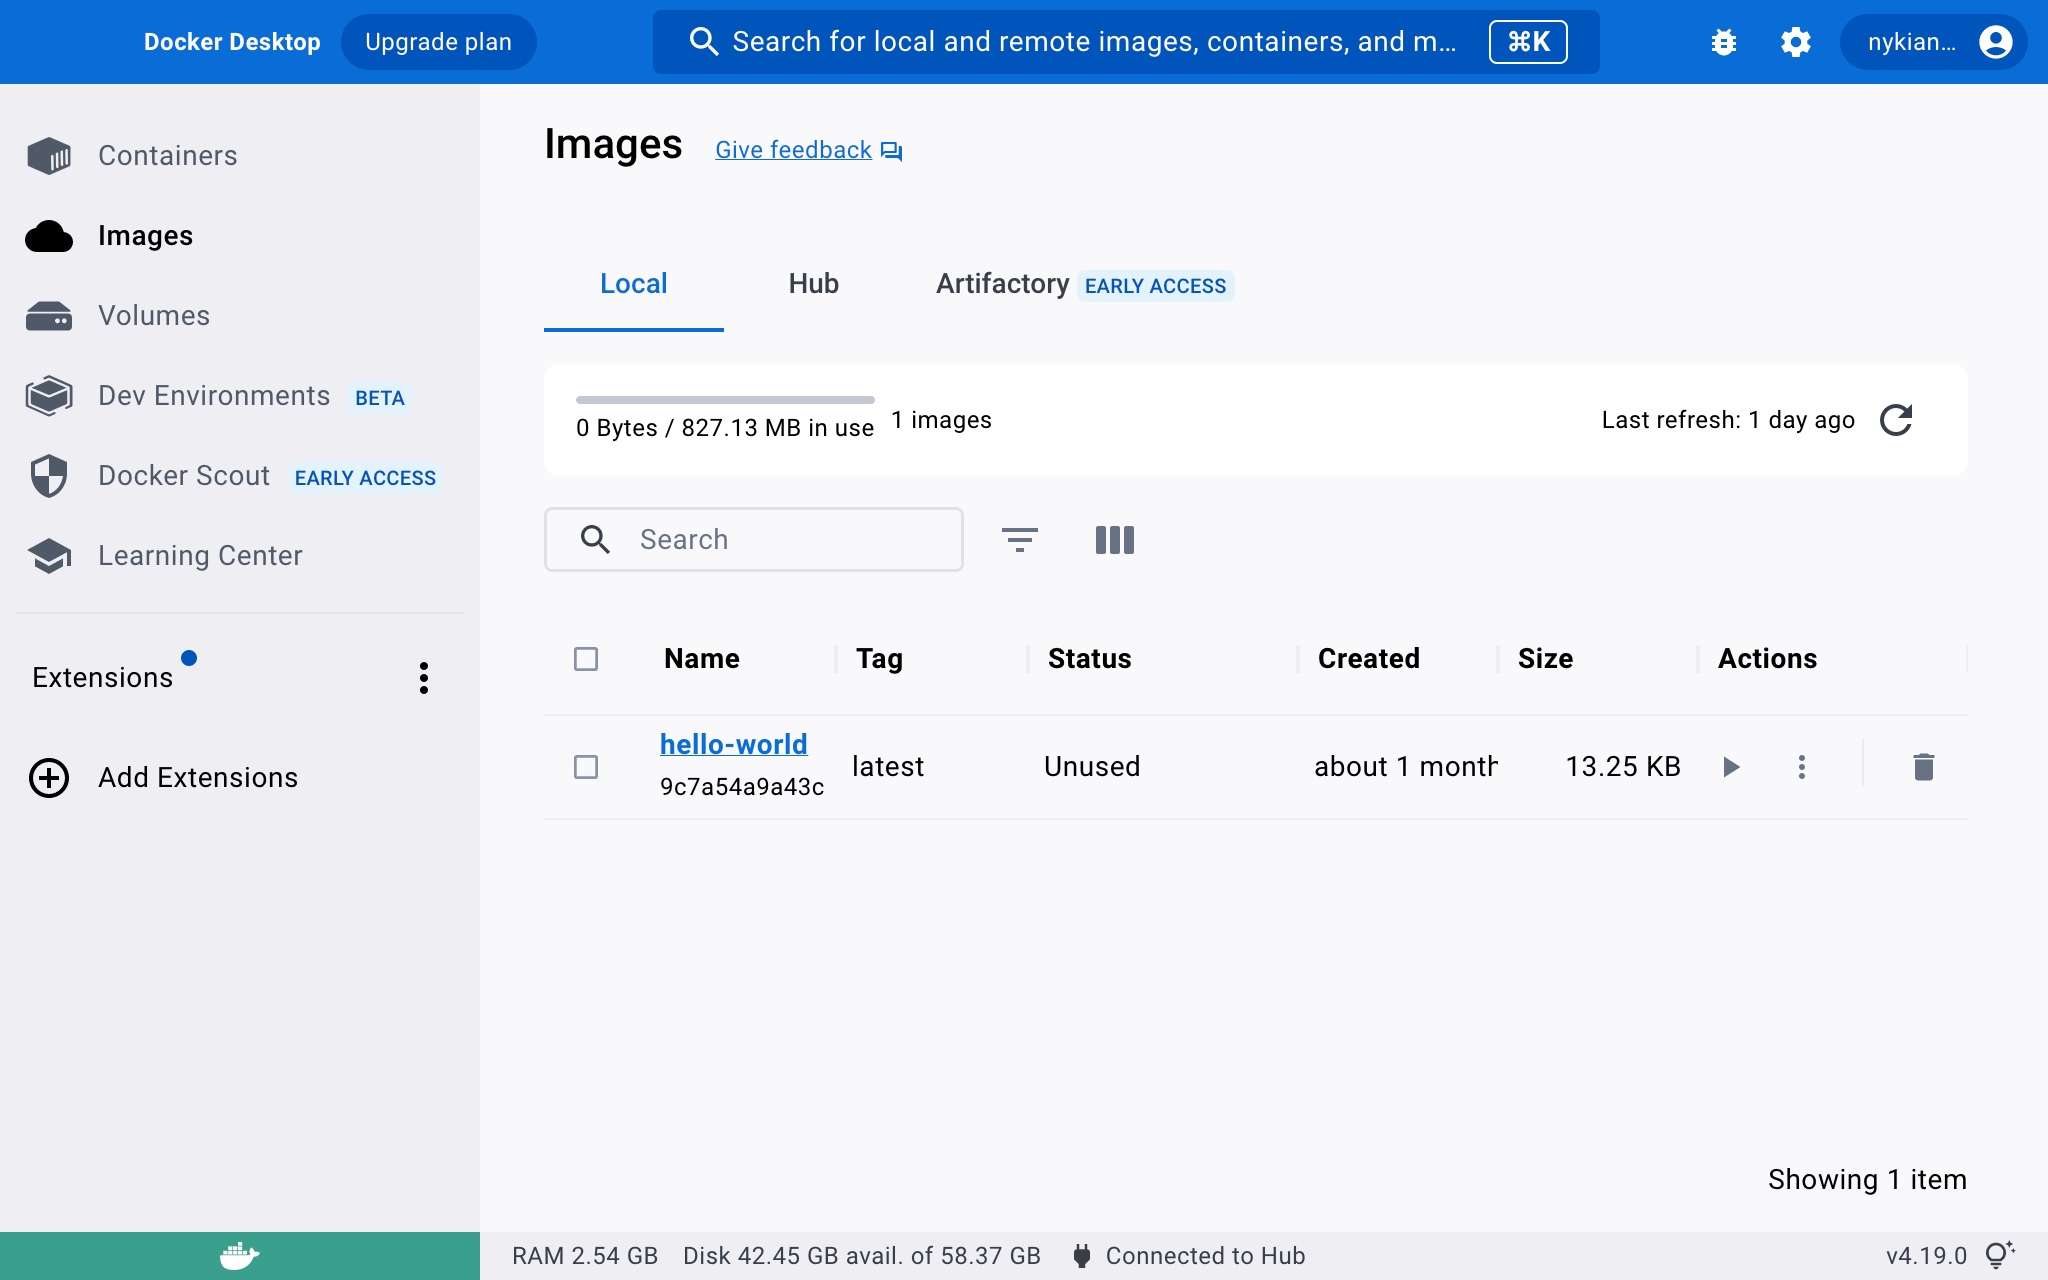 Docker Desktop Upgrade plan Search for local and remote images, containers, and m... ⌘K nykian...
Containers
Images
Volumes
Dev Environments BETA
Docker Scout EARLY ACCESS
Learning Center
Extensions
Add Extensions
Images Give feedback
Local Hub Artifactory EARLY ACCESS
0 Bytes / 827.13 MB in use 1 images Last refresh: 1 day ago
Search
Name Tag Status Created Size Actions
hello-world
9c7a54a9a43c
latest Unused about 1 month 13.25 KB
Showing 1 item
RAM 2.54 GB Disk 42.45 GB avail. of 58.37 GB Connected to Hub v4.19.0